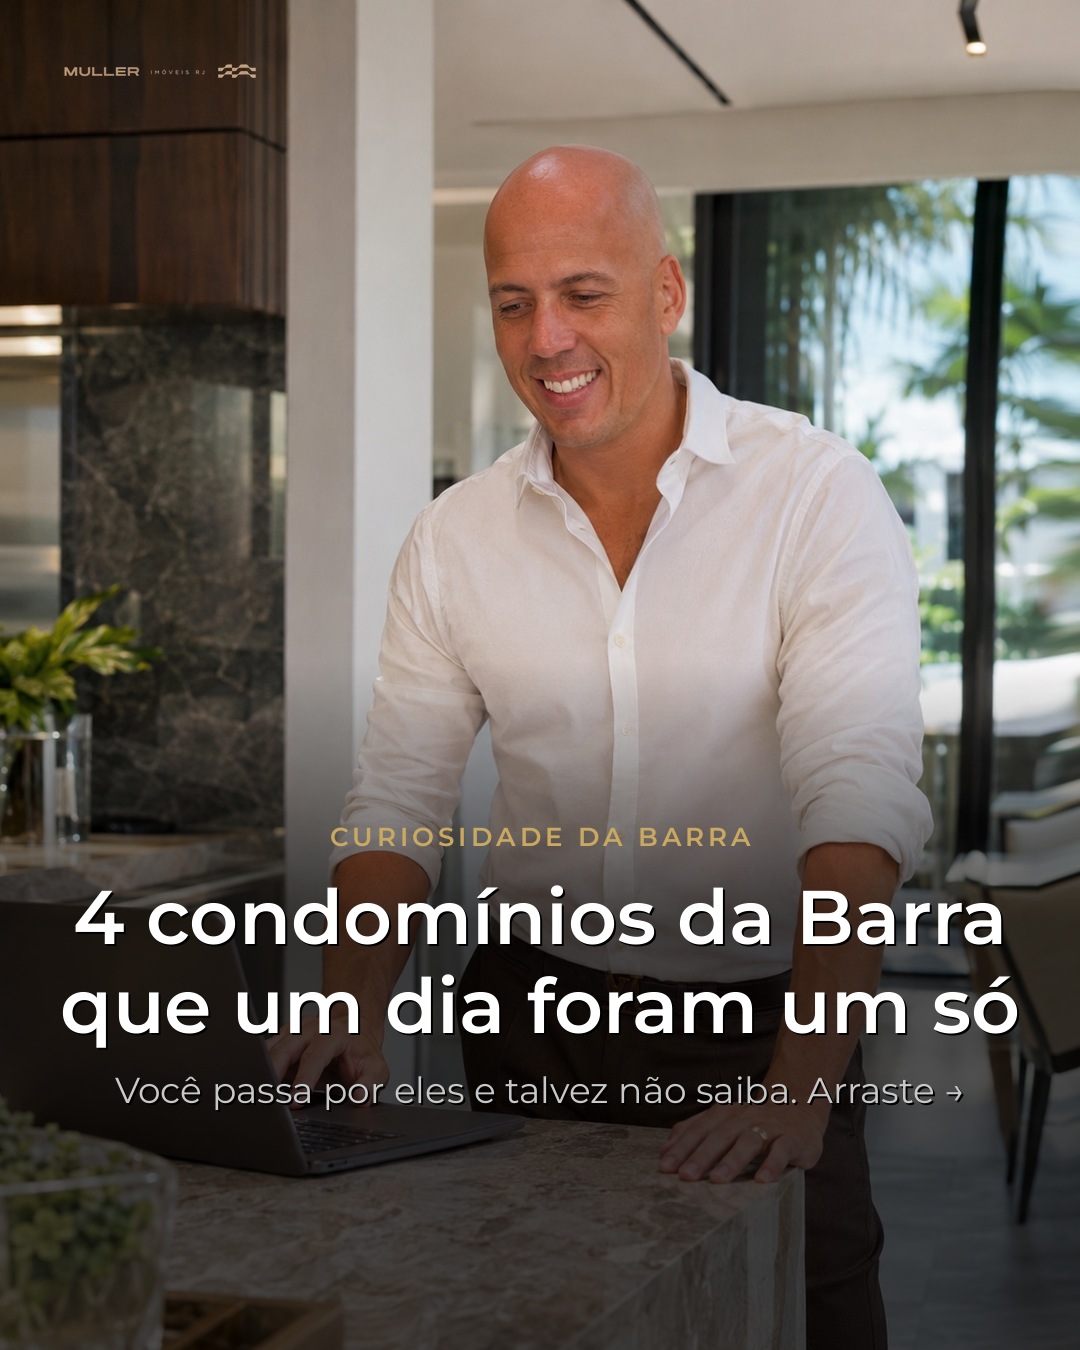 MULLER IMÓVEIS RJ
CURIOSIDADE DA BARRA
4 condomínios da Barra
que um dia foram um só
Você passa por eles e talvez não saiba. Arraste →